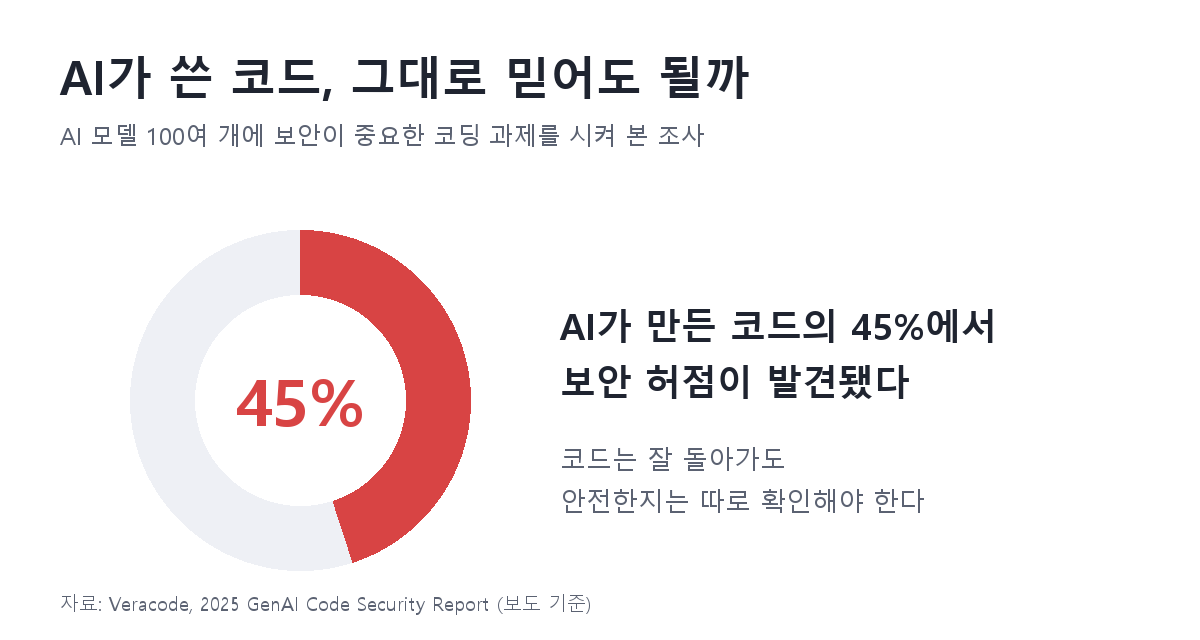 AI가 쓴 코드, 그대로 믿어도 될까
AI 모델 100여 개에 보안이 중요한 코딩 과제를 시켜 본 조사
45%
AI가 만든 코드의 45%에서
보안 허점이 발견됐다
코드는 잘 돌아가도
안전한지는 따로 확인해야 한다
자료: Veracode, 2025 GenAI Code Security Report (보도 기준)